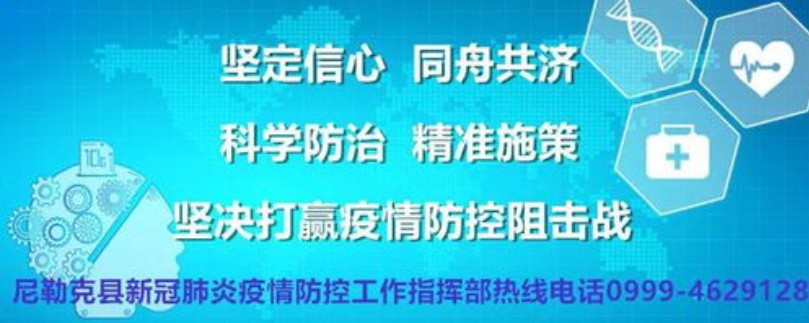 坚定信心 同舟共济
科学防治 精准施策
坚决打赢疫情防控阻击战
尼勒克县新冠肺炎疫情防控工作指挥部热线电话0999-4629128